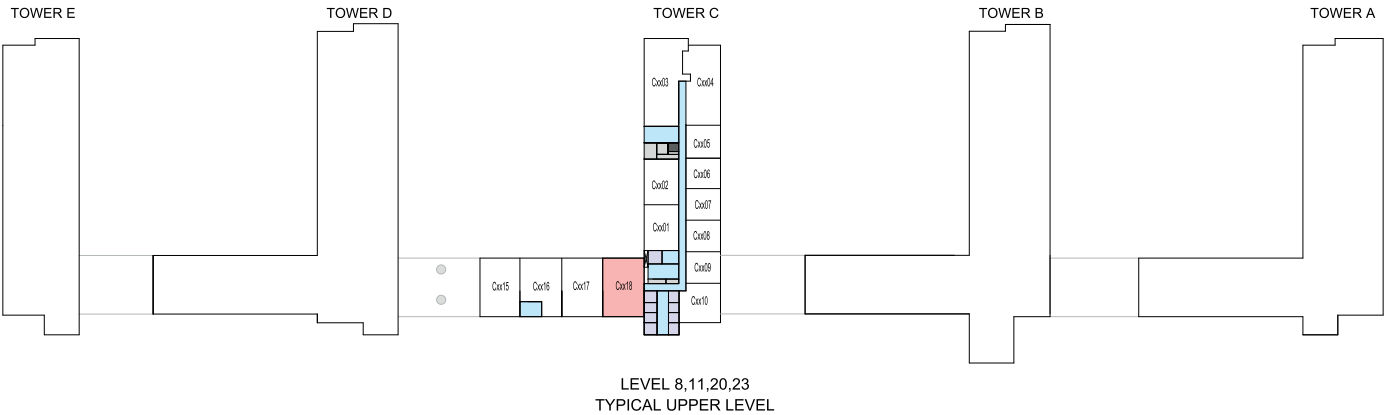 TOWER E
TOWER D
TOWER C
TOWER B
TOWER A
Cxx03
Cxx04
Cxx05
Cxx06
Cxx02
Cxx07
Cxx01
Cxx08
Cxx09
Cxx15
Cxx16
Cxx17
Cxx18
Cxx10
LEVEL 8,11,20,23
TYPICAL UPPER LEVEL